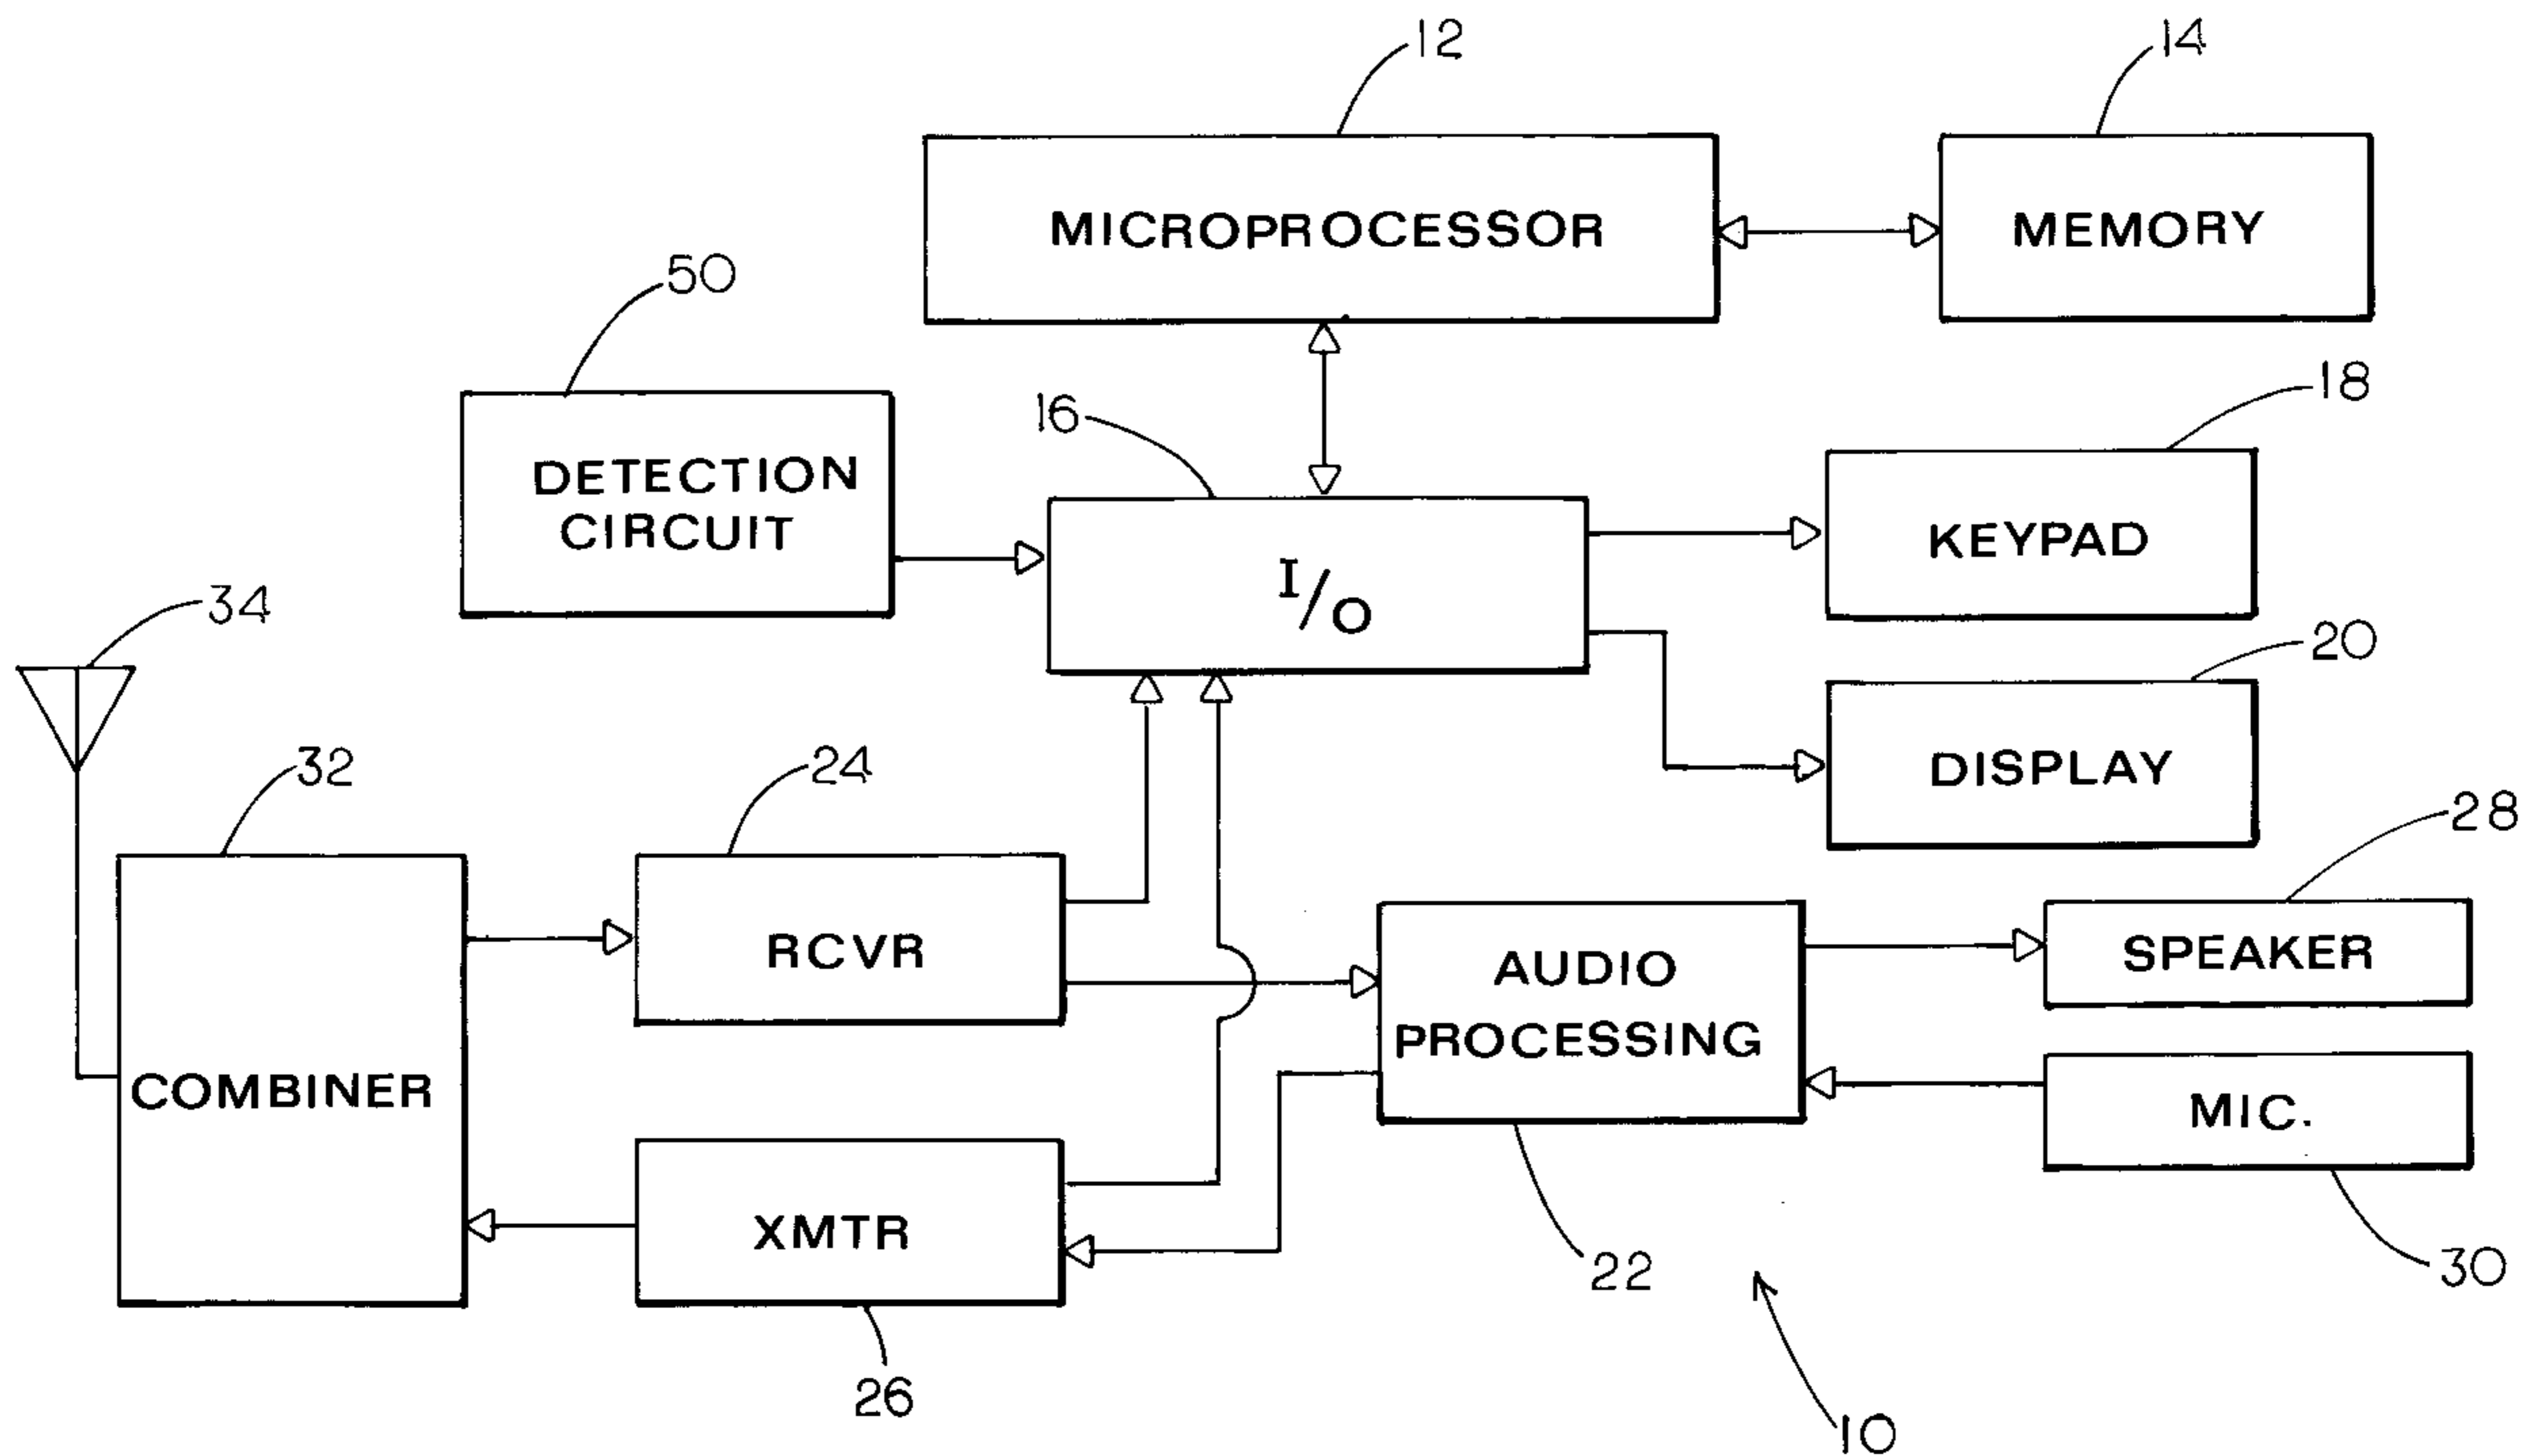 12
14
MICROPROCESSOR
MEMORY
50
16
18
DETECTION
CIRCUIT
I/O
KEYPAD
34
20
DISPLAY
32
24
28
COMBINER
RCVR
AUDIO
PROCESSING
SPEAKER
MIC.
XMTR
22
30
26
10